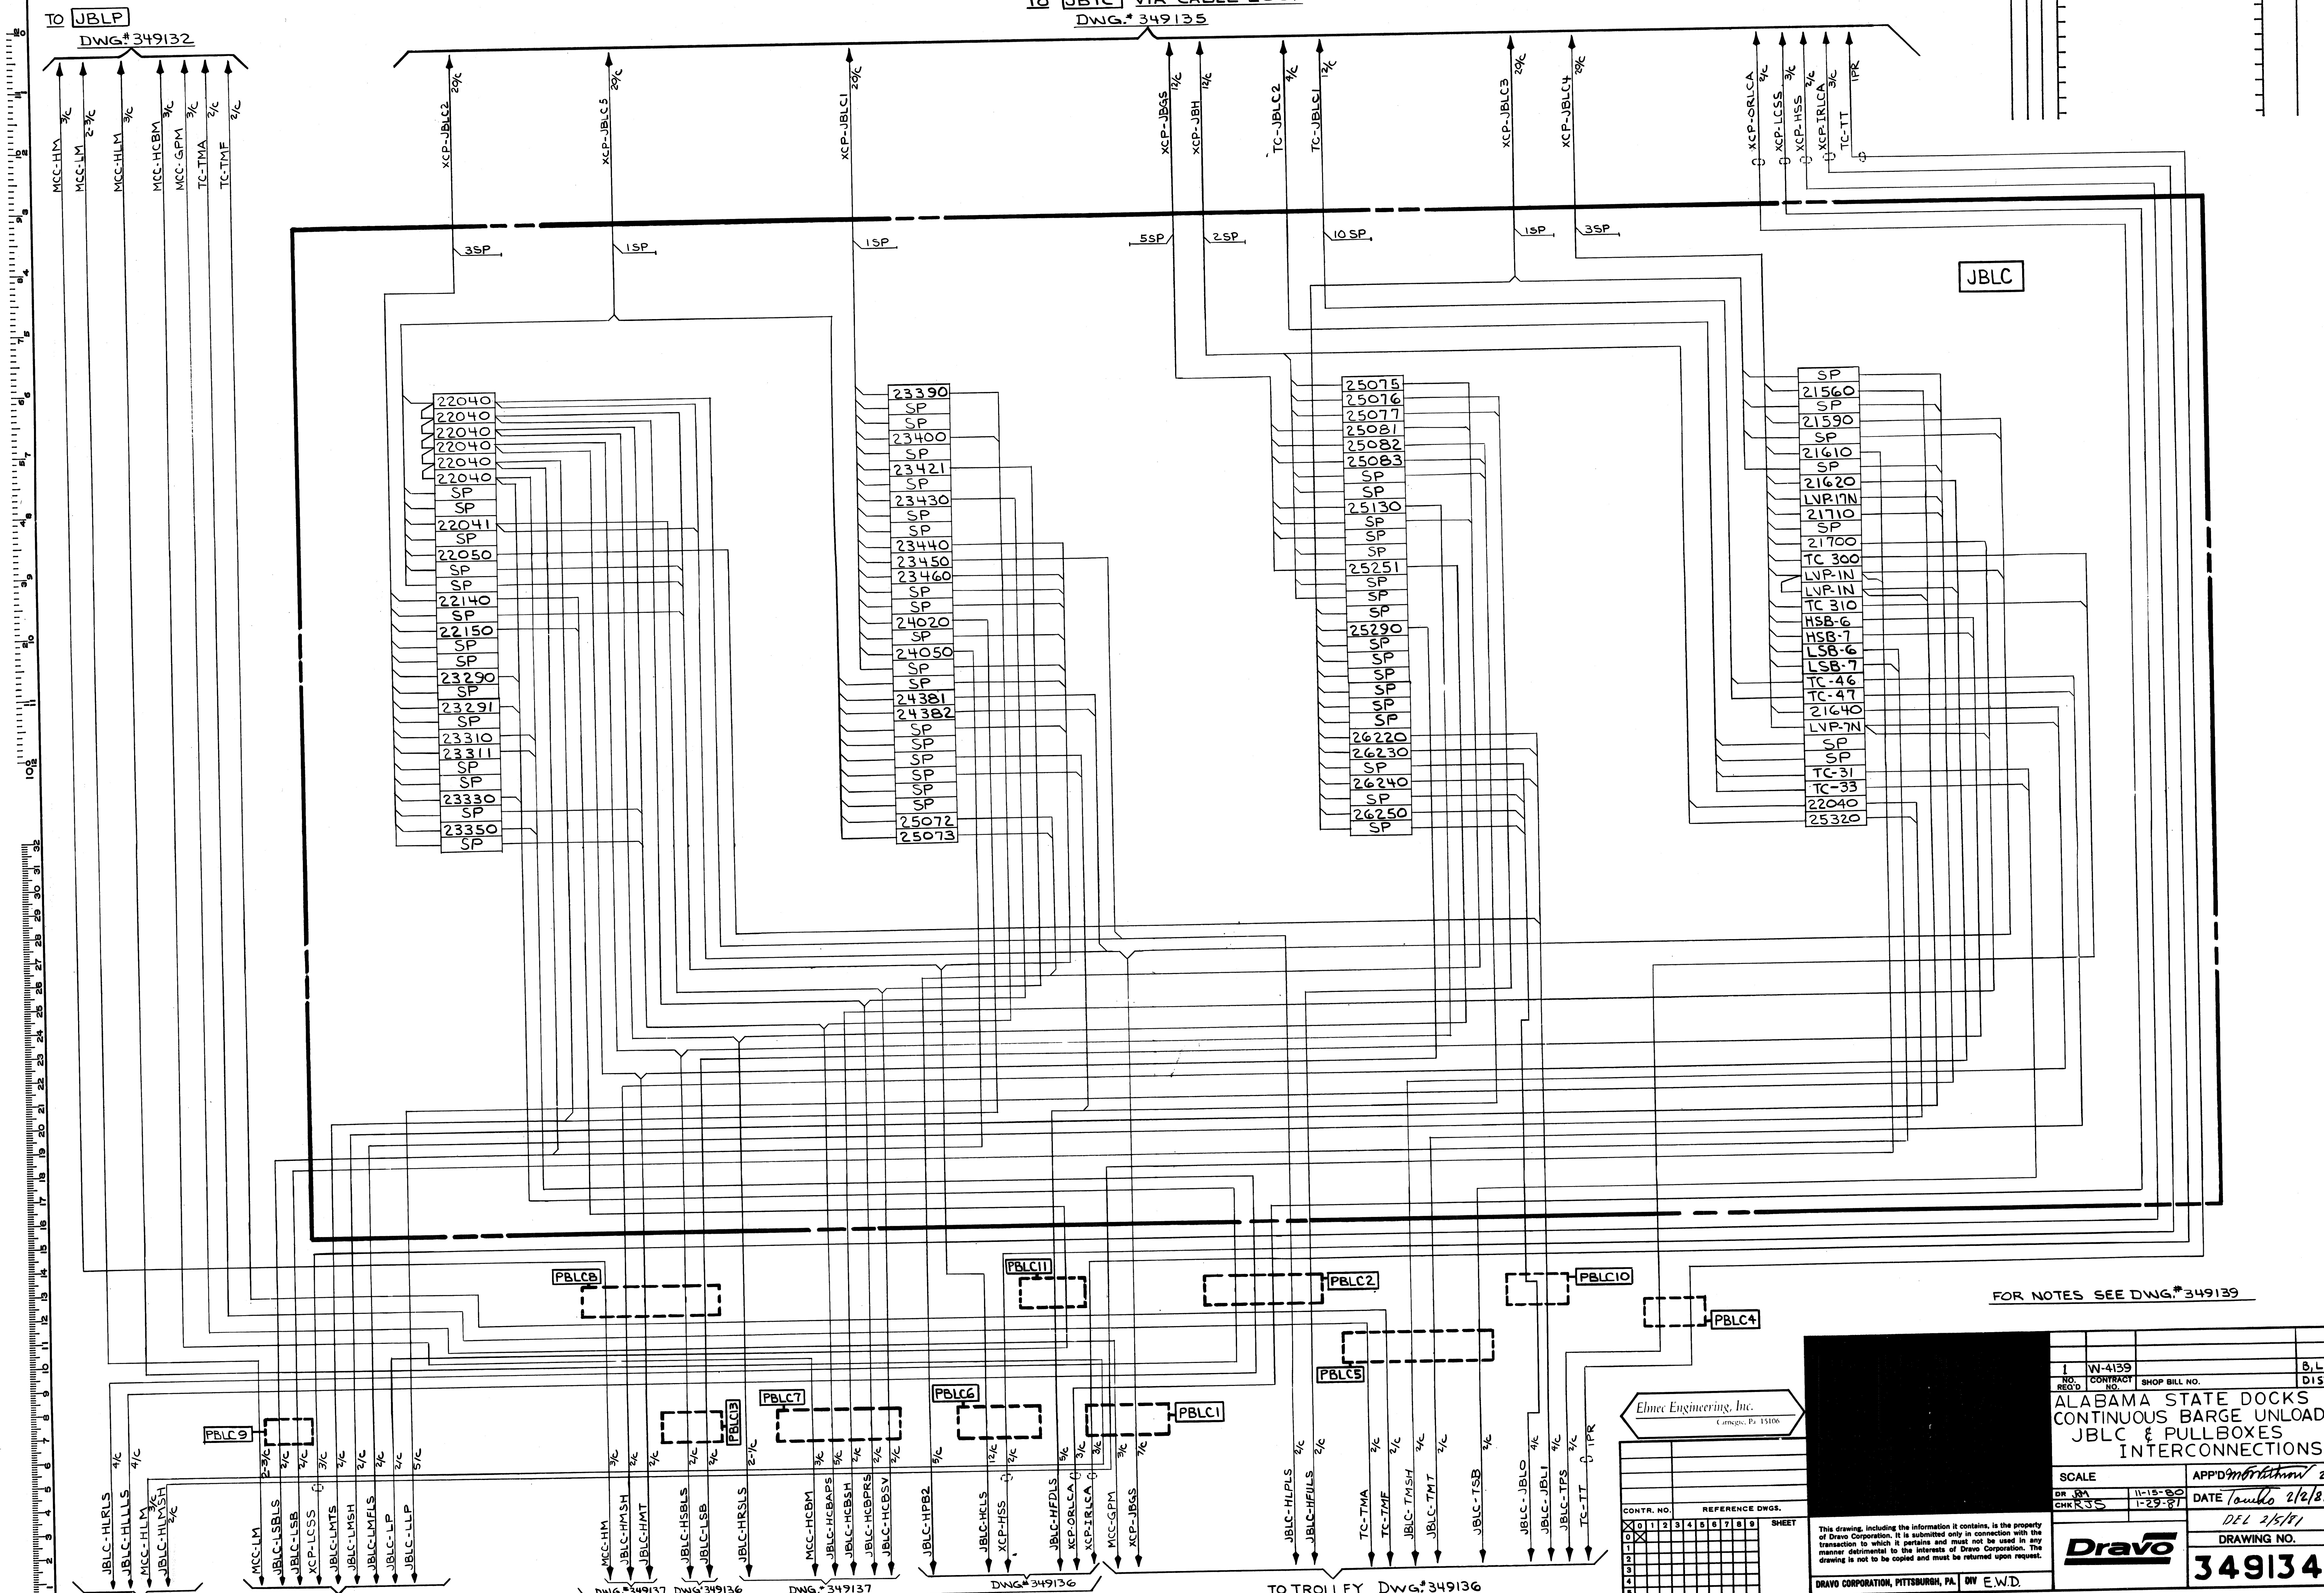 TO JBLP
DWG.# 349132
DWG.# 349135
MCC-HM 3/C
MCC-LM 2-3/C
MCC-HLM 3/C
MCC-HCBM 3/C
MCC-GPM 3/C
TC-TMA 2/C
TC-TMF 2/C
XCP-JBLC2 20/C
XCP-JBLC5 20/C
XCP-JBLC1 20/C
XCP-JBGS 12/C
XCP-JBH 12/C
TC-JBLC2 4/C
TC-JBLC1 12/C
XCP-JBLC3 20/C
XCP-JBLC4 20/C
XCP-ORLCA 2/C
XCP-LCSS 3/C
XCP-HSS 2/C
XCP-IRLCA 3/C
TC-TT 1PR
3SP
1SP
1SP
5SP
2SP
10 SP
1SP
3SP
JBLC
22040
22040
22040
22040
22040
22040
SP
SP
22041
SP
22050
SP
SP
22140
SP
22150
SP
SP
23290
SP
23291
SP
23310
23311
SP
SP
23330
SP
23350
SP
23390
SP
SP
23400
SP
23421
SP
23430
SP
SP
23440
23450
23460
SP
SP
24020
SP
24050
SP
SP
24381
24382
SP
SP
SP
SP
SP
SP
25072
25073
25075
25076
25077
25081
25082
25083
SP
SP
25130
SP
SP
SP
25251
SP
SP
SP
25290
SP
SP
SP
SP
SP
SP
26220
26230
SP
26240
SP
26250
SP
SP
21560
SP
21590
SP
21610
SP
21620
LVP-17N
21710
SP
21700
TC 300
LVP-1N
LVP-1N
TC 310
HSB-6
HSB-7
LSB-6
LSB-7
TC-46
TC-47
21640
LVP-7N
SP
SP
TC-31
TC-33
22040
25320
PBLC8
PBLC11
PBLC2
PBLC10
PBLC4
PBLC5
PBLC9
PBLC13
PBLC7
PBLC6
PBLC1
FOR NOTES SEE DWG.# 349139
JBLC-HLRLS 4/C
JBLC-HLLLS 4/C
MCC-HLM 3/C
JBLC-HLMSH 2/C
MCC-LM 2-3/C
JBLC-LSBLS 2/C
JBLC-LSB 2/C
XCP-LCSS 3/C
JBLC-LMTS 2/C
JBLC-LMSH 2/C
JBLC-LMFLS 2/C
JBLC-LP 2/C
JBLC-LLP 5/C
MCC-HM 3/C
JBLC-HMSH 2/C
JBLC-HMT 2/C
JBLC-HSBLS 2/C
JBLC-LSB 2/C
JBLC-HRSLS 2-1/C
MCC-HCBM 3/C
JBLC-HCBAPS 5/C
JBLC-HCBSH 2/C
JBLC-HCBPRS 2/C
JBLC-HCBSV 2/C
JBLC-HPB2 5/C
JBLC-HCLS 12/C
XCP-HSS 2/C
JBLC-HFDLS 5/C
XCP-ORLCA 3/C
XCP-IRLCA 3/C
MCC-GPM 3/C
XCP-JBGS 7/C
JBLC-HLPLS 2/C
JBLC-HFULS 2/C
TC-TMA 2/C
TC-TMF 2/C
JBLC-TMSH 2/C
JBLC-TMT 2/C
JBLC-TSB 2/C
JBLC-JBLO 4/C
JBLC-JBLI 4/C
JBLC-TPS 2/C
TC-TT 1PR
DWG.#349137
DWG.#349136
DWG.#349137
DWG#349136
TO TROLLEY DWG.#349136
Elmec Engineering, Inc.
Carnegie, Pa 15106
CONTR. NO. REFERENCE DWGS.
0 1 2 3 4 5 6 7 8 9 SHEET
0
1
2
3
4
1 W-4139
NO. REQ'D CONTRACT NO. SHOP BILL NO.
ALABAMA STATE DOCKS
CONTINUOUS BARGE UNLOAD
JBLC & PULLBOXES
INTERCONNECTIONS
SCALE APP'D
DR 11-15-80
CHK RJS 1-29-81 DATE 2/2/8
DEL 2/5/81
Dravo
DRAWING NO.
349134
This drawing, including the information it contains, is the property
of Dravo Corporation. It is submitted only in connection with the
transaction to which it pertains and must not be used in any
manner detrimental to the interests of Dravo Corporation. The
drawing is not to be copied and must be returned upon request.
DRAVO CORPORATION, PITTSBURGH, PA. DIV E.W.D.